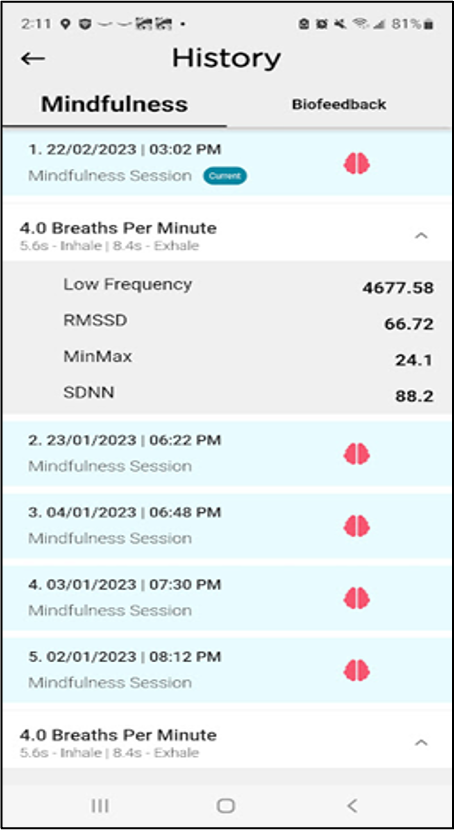 2:11
81%
History
Mindfulness
Biofeedback
1. 22/02/2023 | 03:02 PM
Mindfulness Session Current
4.0 Breaths Per Minute
5.6s - Inhale | 8.4s - Exhale
Low Frequency 4677.58
RMSSD 66.72
MinMax 24.1
SDNN 88.2
2. 23/01/2023 | 06:22 PM
Mindfulness Session
3. 04/01/2023 | 06:48 PM
Mindfulness Session
4. 03/01/2023 | 07:30 PM
Mindfulness Session
5. 02/01/2023 | 08:12 PM
Mindfulness Session
4.0 Breaths Per Minute
5.6s - Inhale | 8.4s - Exhale